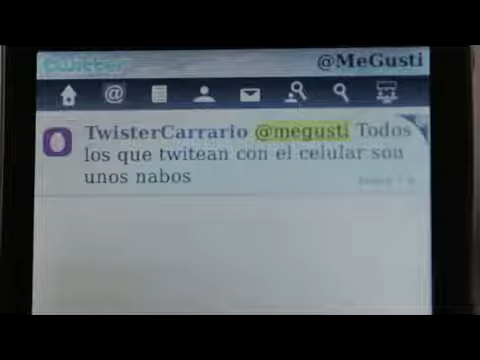 twitter
@MeGusti
TwisterCarrario @megusti Todos
los que twitean con el celular son
unos nabos